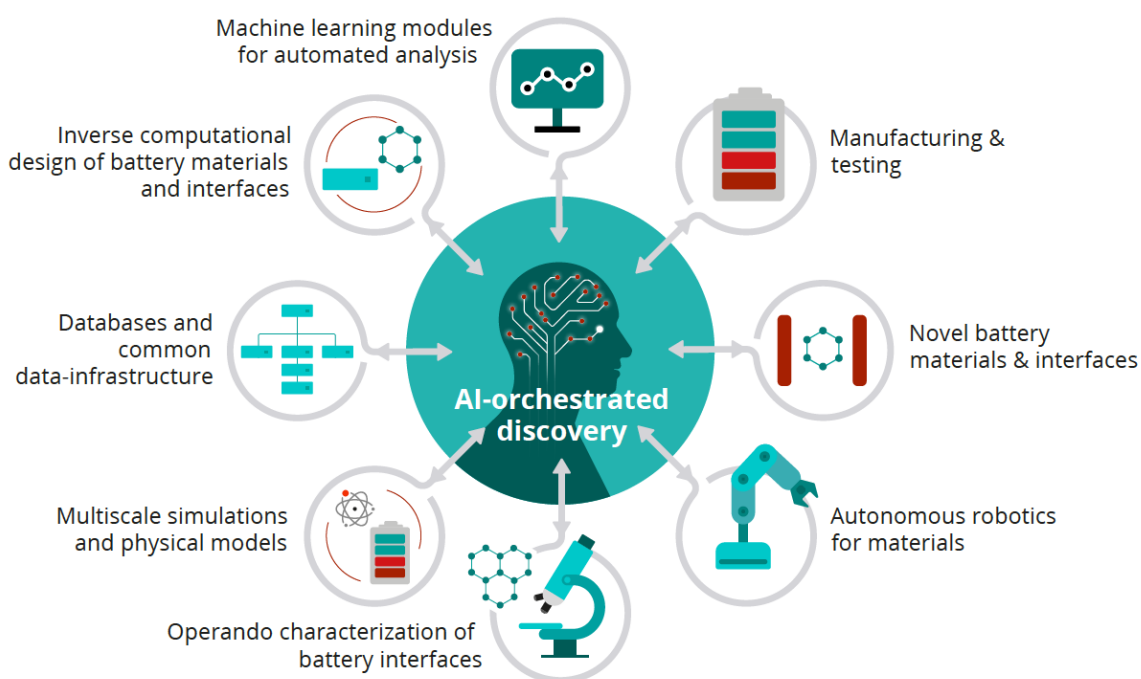 Machine learning modules
for automated analysis
Manufacturing &
testing
Novel battery
materials & interfaces
Autonomous robotics
for materials
Operando characterization of
battery interfaces
Multiscale simulations
and physical models
Databases and
common
data-infrastructure
Inverse computational
design of battery materials
and interfaces
AI-orchestrated
discovery